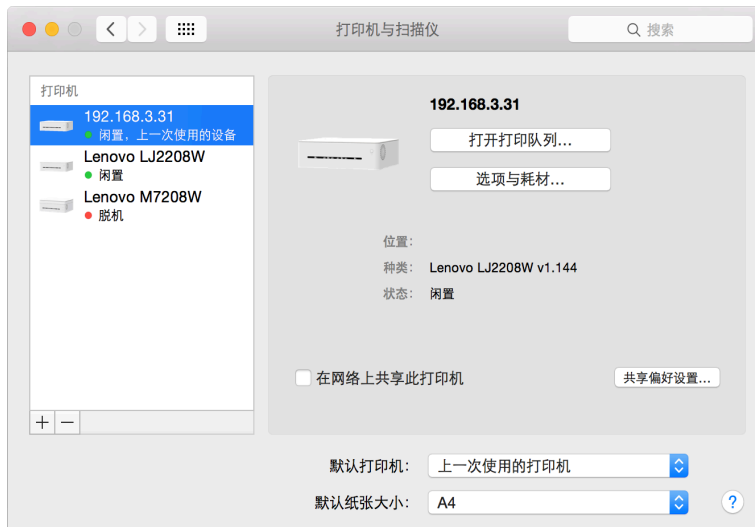 打印机与扫描仪
搜索
打印机
192.168.3.31
闲置，上一次使用的设备
Lenovo LJ2208W
闲置
Lenovo M7208W
脱机
192.168.3.31
打开打印队列...
选项与耗材...
位置:
种类: Lenovo LJ2208W v1.144
状态: 闲置
在网络上共享此打印机
共享偏好设置...
默认打印机: 上一次使用的打印机
默认纸张大小: A4
?